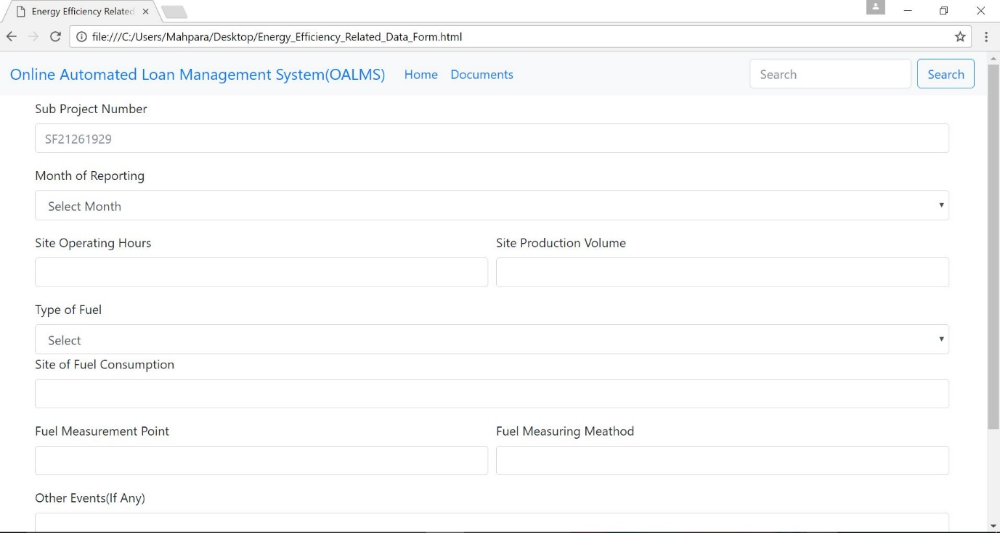 Energy Efficiency Related
file:///C:/Users/Mahpara/Desktop/Energy_Efficiency_Related_Data_Form.html
Online Automated Loan Management System(OALMS) Home Documents Search Search
Sub Project Number
SF21261929
Month of Reporting
Select Month
Site Operating Hours Site Production Volume
Type of Fuel
Select
Site of Fuel Consumption
Fuel Measurement Point Fuel Measuring Meathod
Other Events(If Any)